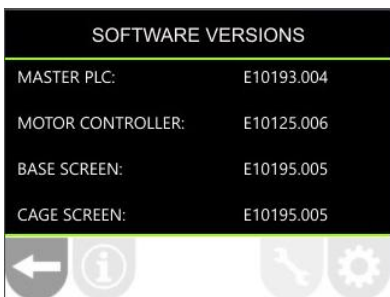 SOFTWARE VERSIONS
MASTER PLC: E10193.004
MOTOR CONTROLLER: E10125.006
BASE SCREEN: E10195.005
CAGE SCREEN: E10195.005